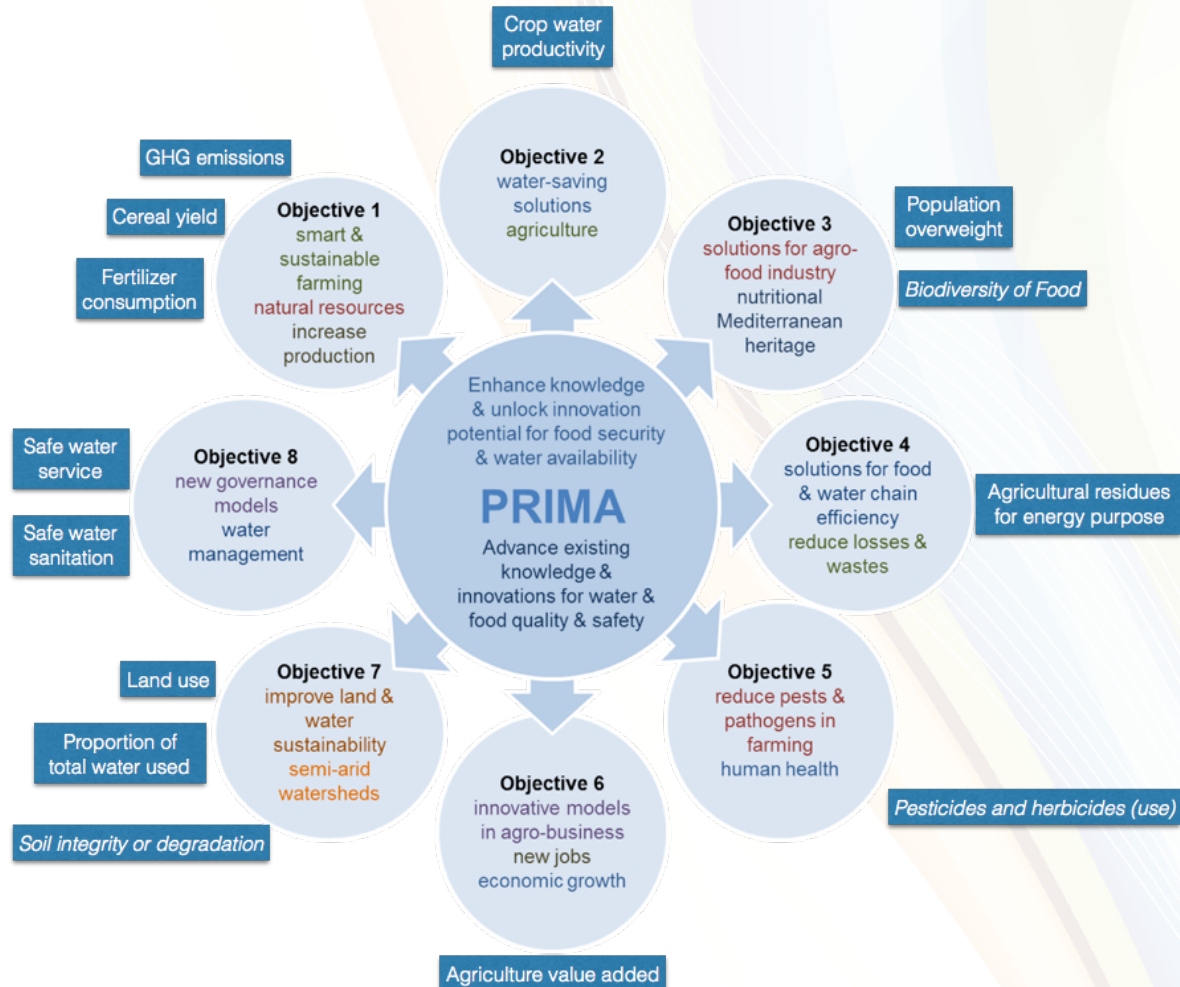 Crop water
productivity
Objective 2
water-saving
solutions
agriculture
GHG emissions
Cereal yield
Fertilizer
consumption
Objective 1
smart &
sustainable
farming
natural resources
increase
production
Objective 3
solutions for agro-
food industry
nutritional
Mediterranean
heritage
Population
overweight
Biodiversity of Food
Enhance knowledge
& unlock innovation
potential for food security
& water availability
PRIMA
Advance existing
knowledge &
innovations for water &
food quality & safety
Safe water
service
Safe water
sanitation
Objective 8
new governance
models
water
management
Objective 4
solutions for food
& water chain
efficiency
reduce losses &
wastes
Agricultural residues
for energy purpose
Land use
Proportion of
total water used
Soil integrity or degradation
Objective 7
improve land &
water
sustainability
semi-arid
watersheds
Objective 6
innovative models
in agro-business
new jobs
economic growth
Agriculture value added
Objective 5
reduce pests &
pathogens in
farming
human health
Pesticides and herbicides (use)